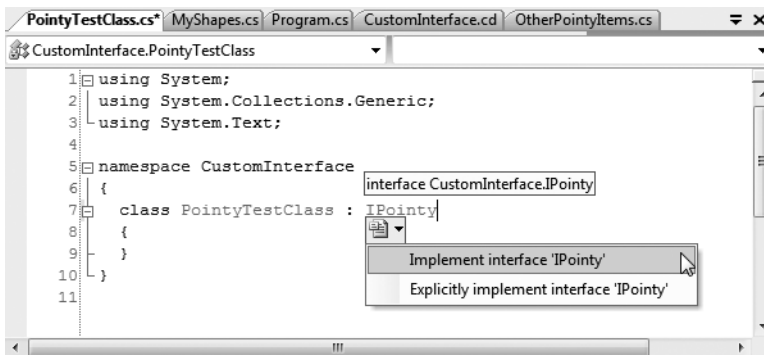 PointyTestClass.cs* MyShapes.cs Program.cs CustomInterface.cd OtherPointyItems.cs
CustomInterface.PointyTestClass
1 using System;
2 using System.Collections.Generic;
3 using System.Text;
4
5 namespace CustomInterface
6 {
interface CustomInterface.IPointy
7 class PointyTestClass : IPointy
8 {
9 }
10 }
11
Implement interface 'IPointy'
Explicitly implement interface 'IPointy'